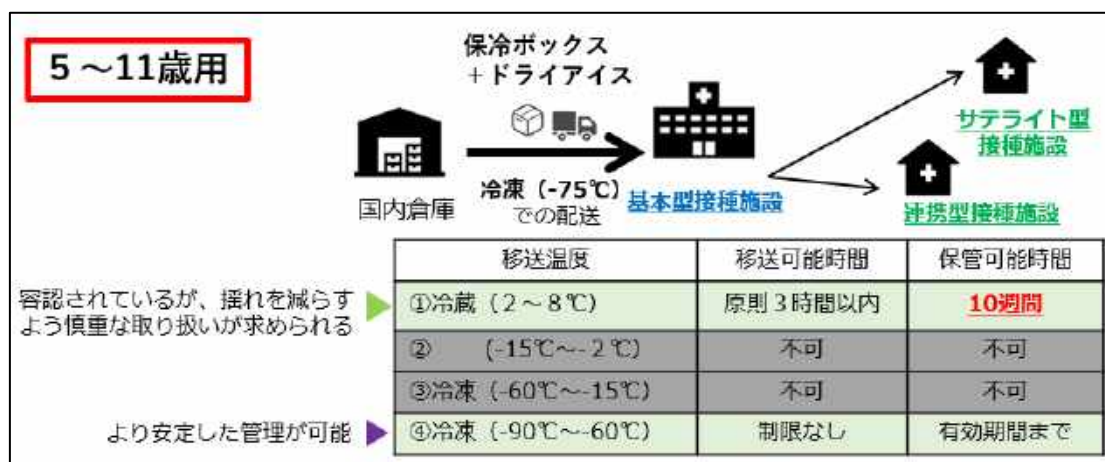 5～11歳用
保冷ボックス
+ドライアイス
国内倉庫
冷凍（-75℃）
での配送
基本型接種施設
サテライト型
接種施設
連携型接種施設
移送温度 移送可能時間 保管可能時間
容認されているが、揺れを減らす
よう慎重な取り扱いが求められる
①冷蔵（2～8℃） 原則3時間以内 10週間
② (-15℃～-2℃) 不可 不可
③冷凍（-60℃～-15℃） 不可 不可
より安定した管理が可能
④冷凍（-90℃～-60℃） 制限なし 有効期間まで